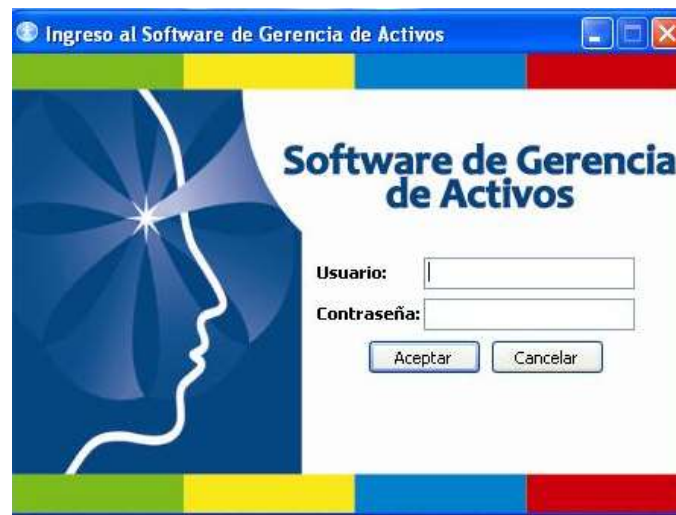 Ingreso al Software de Gerencia de Activos
Software de Gerencia
de Activos
Usuario:
Contraseña:
Aceptar
Cancelar